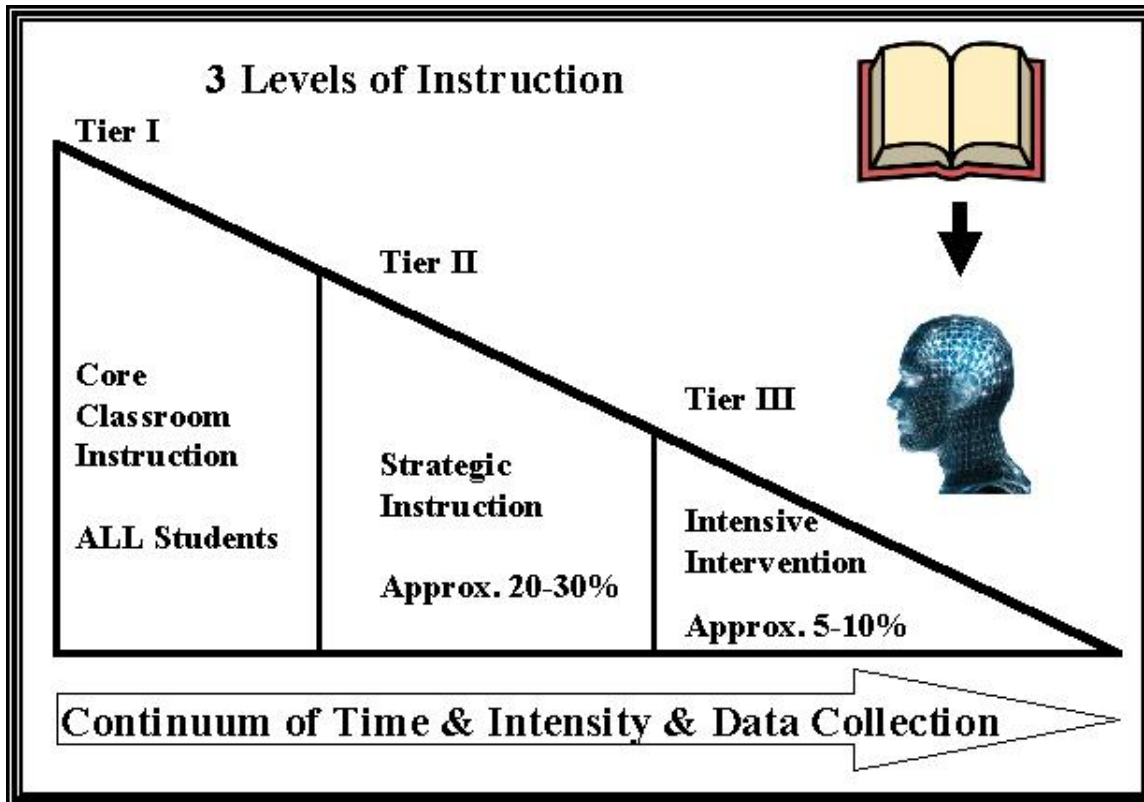 3 Levels of Instruction
Tier I
Core
Classroom
Instruction
ALL Students
Tier II
Strategic
Instruction
Approx. 20-30%
Tier III
Intensive
Intervention
Approx. 5-10%
Continuum of Time & Intensity & Data Collection